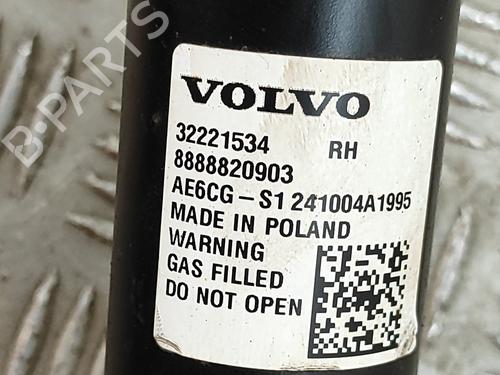 B-PARTS
VOLVO
32221534 RH
8888820903
AE6CG-S1 241004A1995
MADE IN POLAND
WARNING
GAS FILLED
DO NOT OPEN